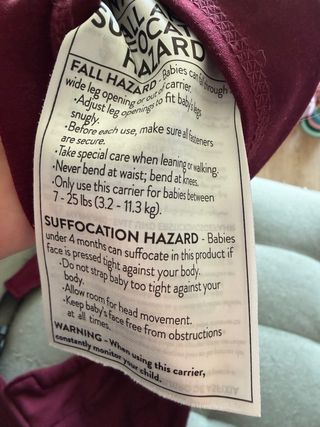 SUFFOCATION
HAZARD
FALL HAZARD - Babies can fall through
wide leg opening or out of carrier.
·Adjust leg openings to fit baby's legs
snugly.
·Before each use, make sure all fasteners
are secure.
·Take special care when leaning or walking.
·Never bend at waist; bend at knees.
·Only use this carrier for babies between
7 - 25 lbs (3.2 - 11.3 kg).
SUFFOCATION HAZARD - Babies
under 4 months can suffocate in this product if
face is pressed tight against your body.
·Do not strap baby too tight against your
body.
·Allow room for head movement.
·Keep baby's face free from obstructions
at all times.
WARNING - When using this carrier,
constantly monitor your child.